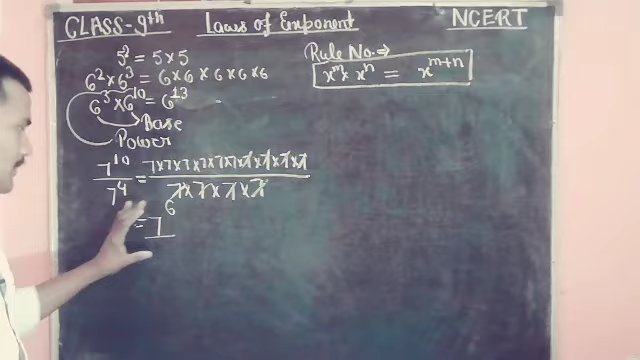 CLASS-9th Laws of Exponent NCERT
5² = 5 × 5
6² × 6³ = 6 × 6 × 6 × 6 × 6
6³ × 6¹⁰ = 6¹³
Base
Power
7¹⁰/7⁴ = 7×7×7×7×7×7×7×7×7×7/7×7×7×7
= 7⁶
Rule No. ⇒
xᵐ × xⁿ = xᵐ⁺ⁿ